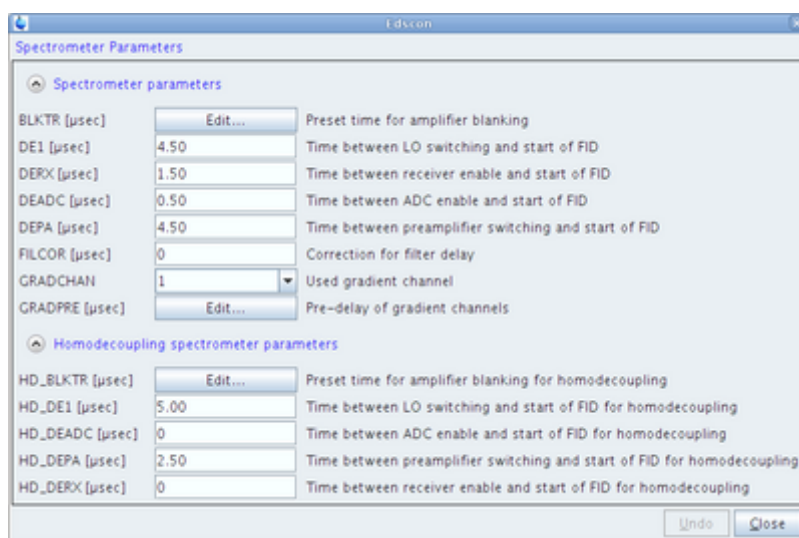 Edscon
Spectrometer Parameters
Spectrometer parameters
BLKTR [µsec] Edit... Preset time for amplifier blanking
DE1 [µsec] 4.50 Time between LO switching and start of FID
DERX [µsec] 1.50 Time between receiver enable and start of FID
DEADC [µsec] 0.50 Time between ADC enable and start of FID
DEPA [µsec] 4.50 Time between preamplifier switching and start of FID
FILCOR [µsec] 0 Correction for filter delay
GRADCHAN 1 Used gradient channel
GRADPRE [µsec] Edit... Pre-delay of gradient channels
Homodecoupling spectrometer parameters
HD_BLKTR [µsec] Edit... Preset time for amplifier blanking for homodecoupling
HD_DE1 [µsec] 5.00 Time between LO switching and start of FID for homodecoupling
HD_DEADC [µsec] 0 Time between ADC enable and start of FID for homodecoupling
HD_DEPA [µsec] 2.50 Time between preamplifier switching and start of FID for homodecoupling
HD_DERX [µsec] 0 Time between receiver enable and start of FID for homodecoupling
Undo Close